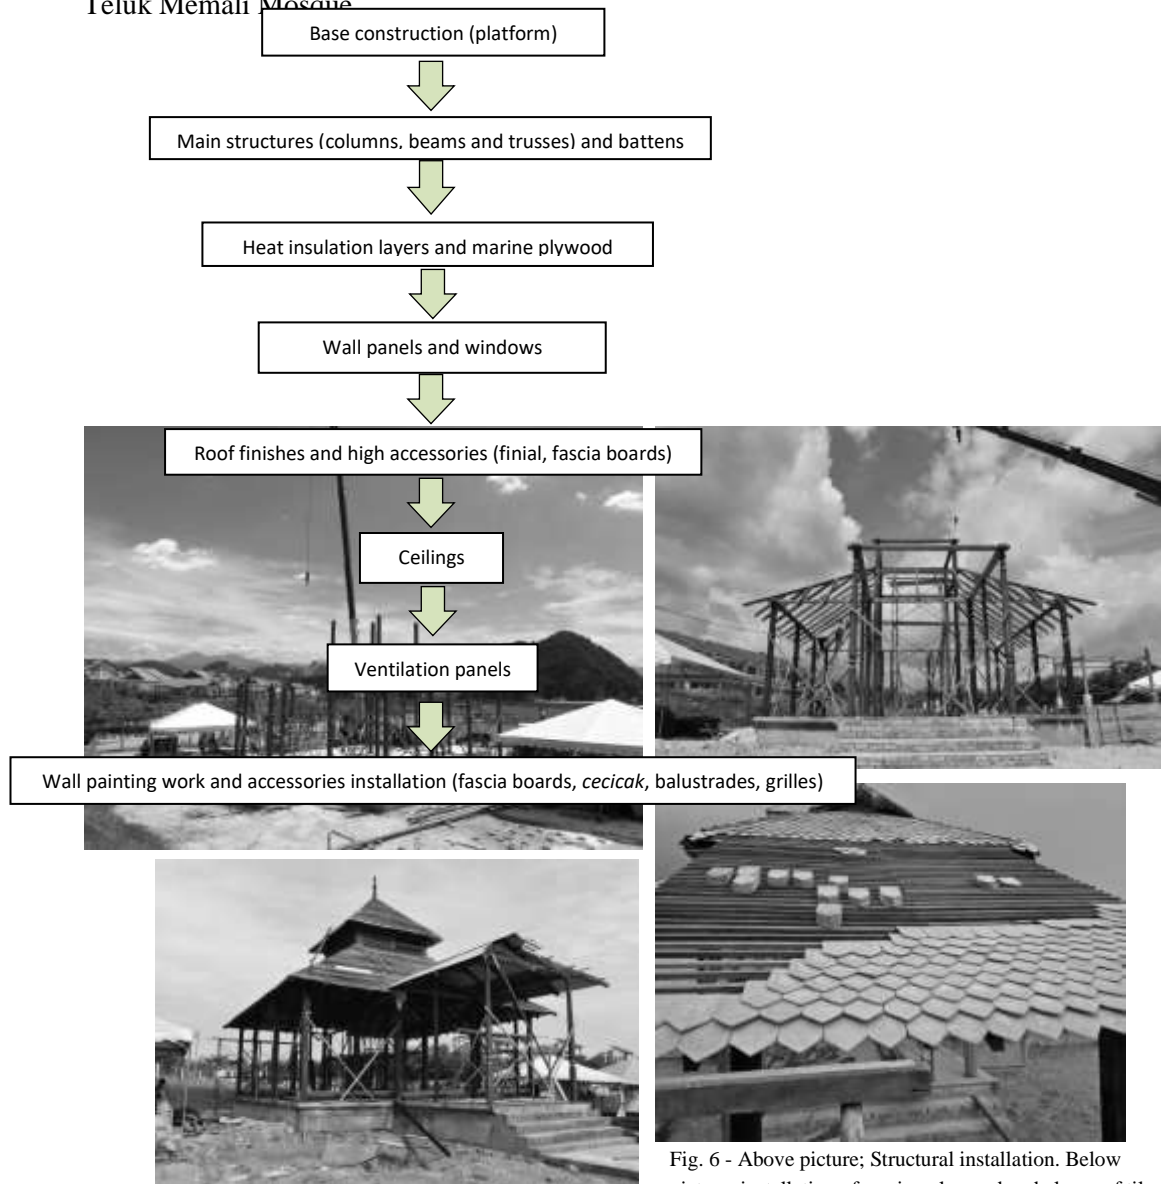 Teluk Memali Mosque
Base construction (platform)
Main structures (columns, beams and trusses) and battens
Heat insulation layers and marine plywood
Wall panels and windows
Roof finishes and high accessories (finial, fascia boards)
Ceilings
Ventilation panels
Wall painting work and accessories installation (fascia boards, cecicak, balustrades, grilles)
Fig. 6 - Above picture; Structural installation. Below